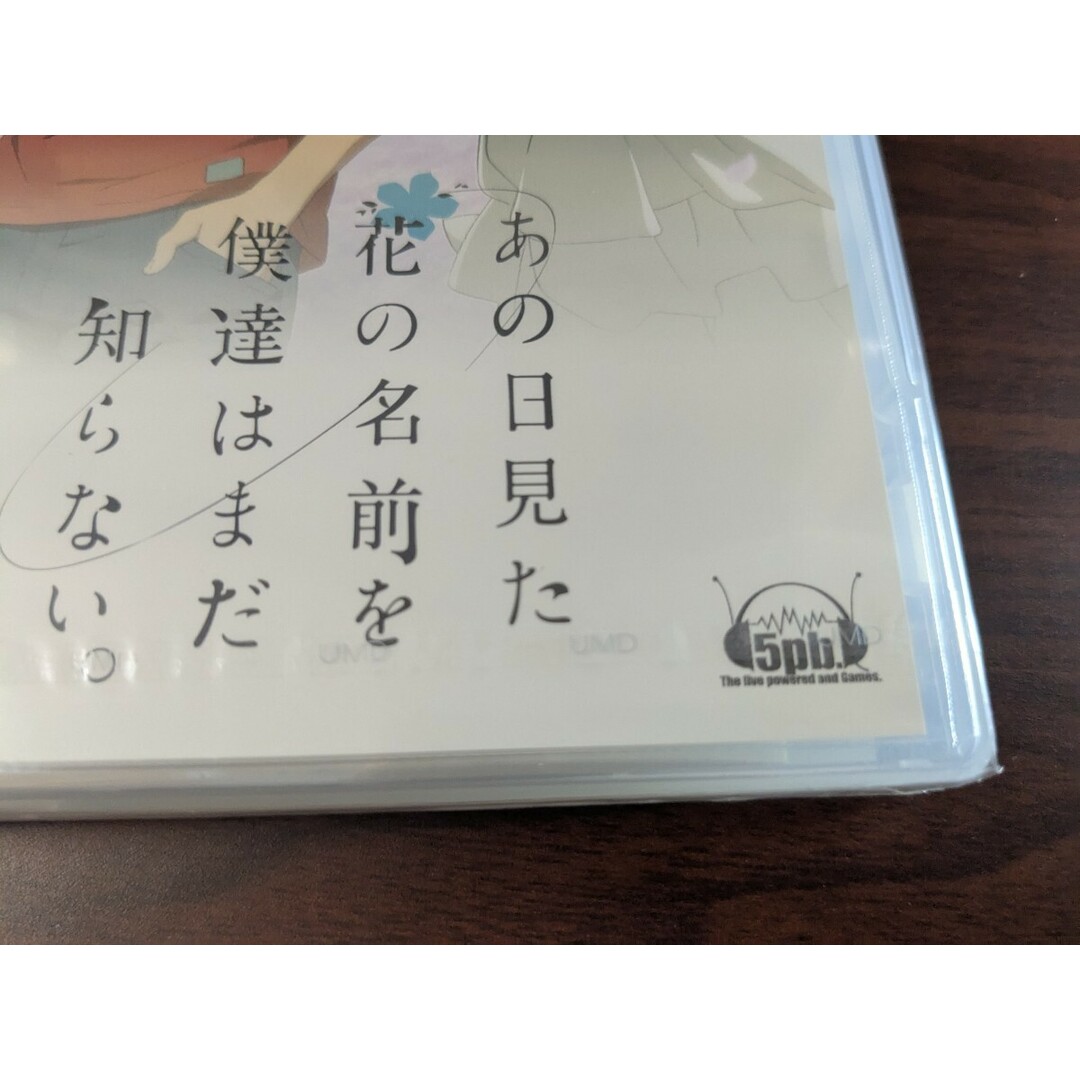 あの日見た
花の名前を
僕達はまだ
知らない。
5pb.
The live powered and Games.
UMD
UMD
UMD